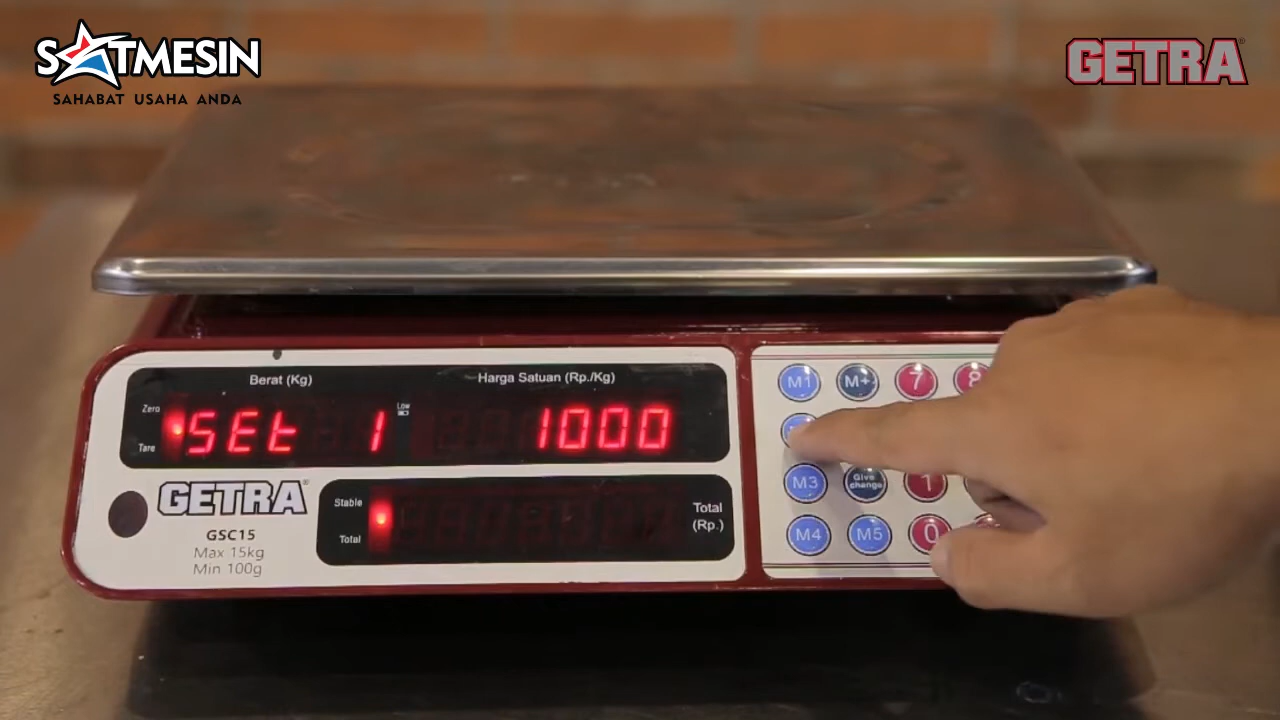 SATMESIN
SAHABAT USAHA ANDA
GETRA
Berat (Kg)
Harga Satuan (Rp./Kg)
Zero
Tare
Low
SEt 1
1000
GETRA
GSC15
Max 15kg
Min 100g
Stable
Total
Total
(Rp.)
M1 M+ 7 8
M3 Give change 1
M4 M5 0